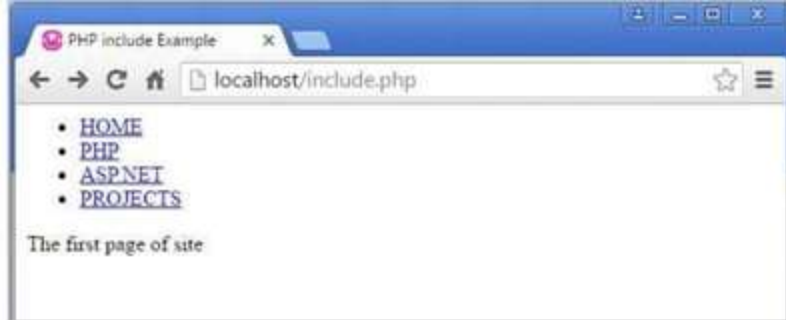 PHP include Example
localhost/include.php
HOME
PHP
ASP.NET
PROJECTS
The first page of site